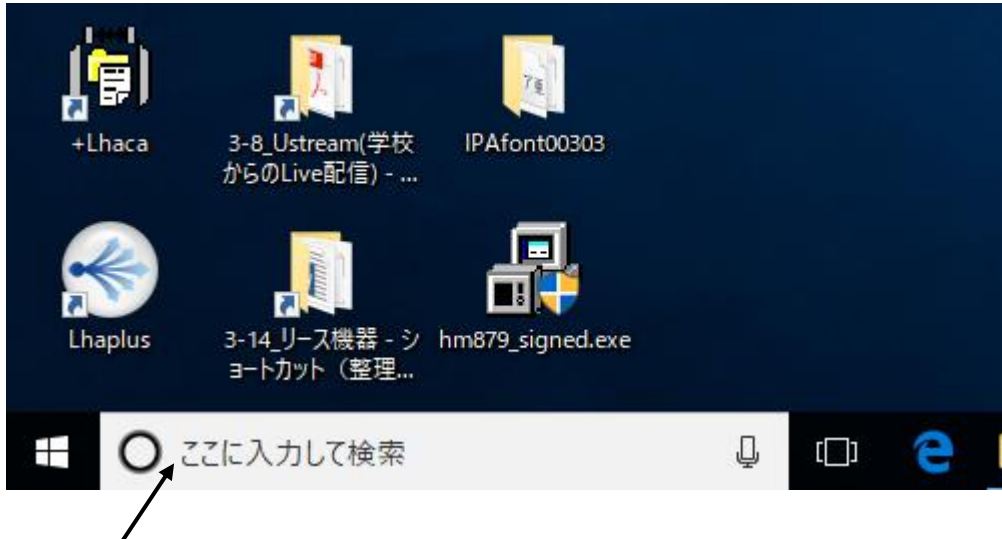 +Lhaca
3-8_Ustream(学校
からのLive配信) - ...
IPAfont00303
Lhaplus
3-14_リース機器 - シ
ョートカット（整理...
hm879_signed.exe
ここに入力して検索